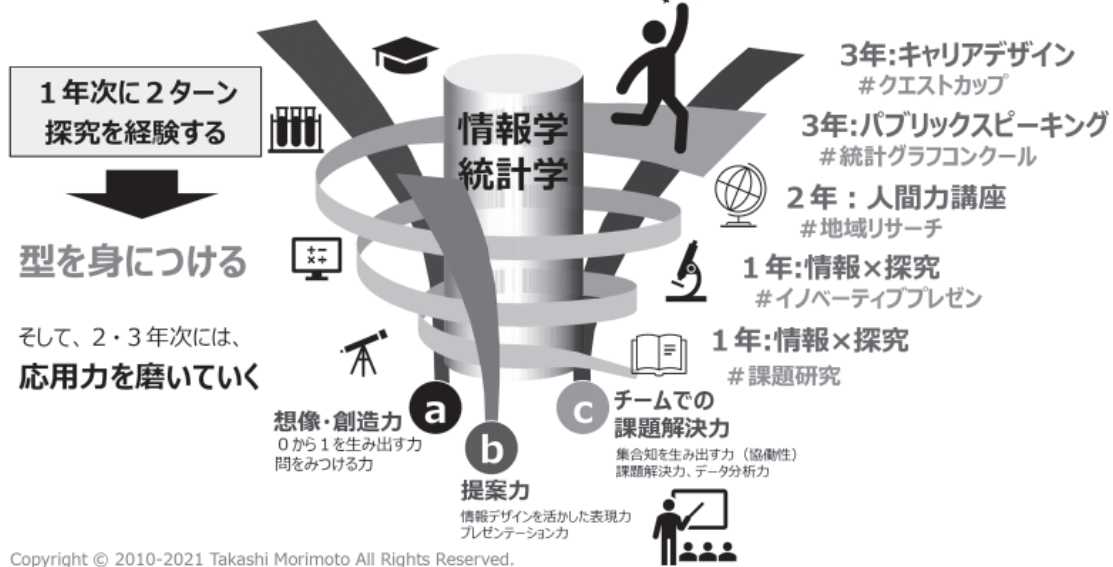 1年次に2ターン
探究を経験する
型を身につける
そして、2・3年次には、
応用力を磨いていく
情報学
統計学
3年:キャリアデザイン
#クエストカップ
3年:パブリックスピーキング
#統計グラフコンクール
2年:人間力講座
#地域リサーチ
1年:情報×探究
#イノベーティブプレゼン
1年:情報×探究
#課題研究
a
想像・創造力
0から1を生み出す力
問をみつける力
b
提案力
情報デザインを活かした表現力
プレゼンテーション力
c
チームでの
課題解決力
集合知を生み出す力(協働性)
課題解決力、データ分析力
Copyright © 2010-2021 Takashi Morimoto All Rights Reserved.